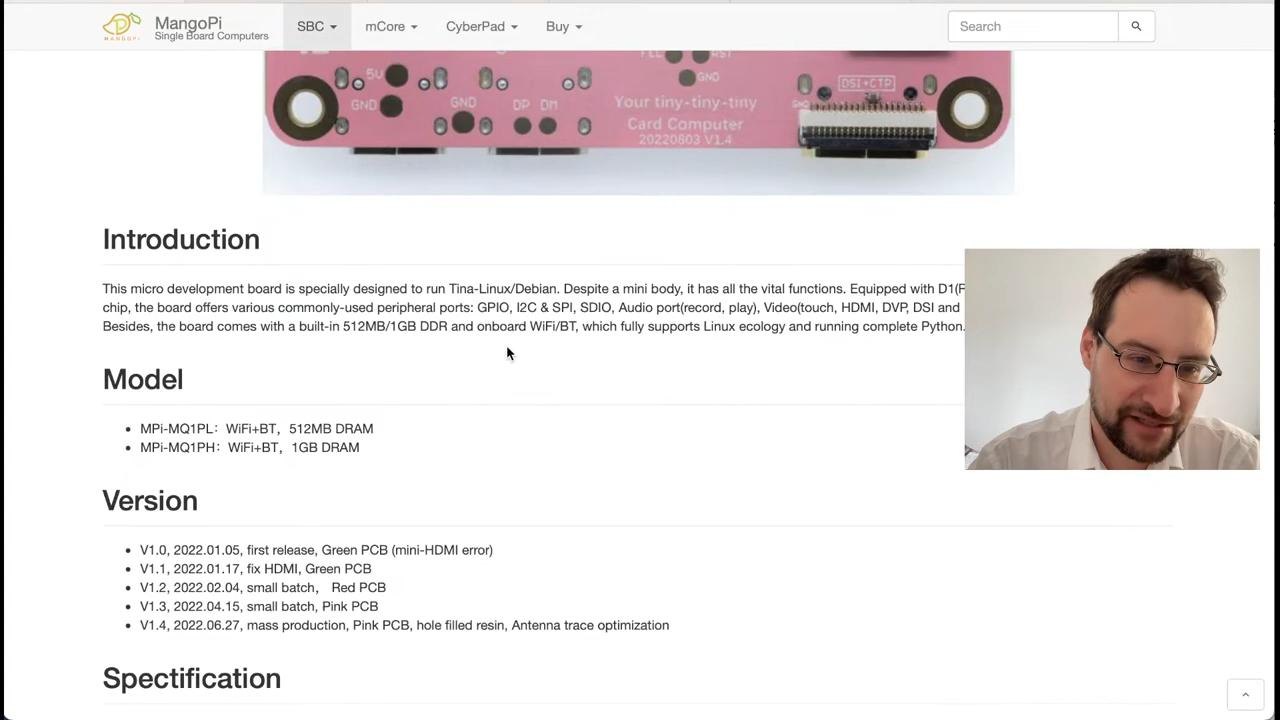 MangoPi
Single Board Computers
MANGOPI
SBC
mCore
CyberPad
Buy
Search
5V
GND
GND
DP DM
RST
GND
DSI+CTP
Your tiny-tiny-tiny
Card Computer
20220803 V1.4
Introduction
This micro development board is specially designed to run Tina-Linux/Debian. Despite a mini body, it has all the vital functions. Equipped with D1(
chip, the board offers various commonly-used peripheral ports: GPIO, I2C & SPI, SDIO, Audio port(record, play), Video(touch, HDMI, DVP, DSI and
Besides, the board comes with a built-in 512MB/1GB DDR and onboard WiFi/BT, which fully supports Linux ecology and running complete Python.
Model
• MPi-MQ1PL：WiFi+BT，512MB DRAM
• MPi-MQ1PH：WiFi+BT，1GB DRAM
Version
• V1.0, 2022.01.05, first release, Green PCB (mini-HDMI error)
• V1.1, 2022.01.17, fix HDMI, Green PCB
• V1.2, 2022.02.04, small batch， Red PCB
• V1.3, 2022.04.15, small batch, Pink PCB
• V1.4, 2022.06.27, mass production, Pink PCB, hole filled resin, Antenna trace optimization
Spectification